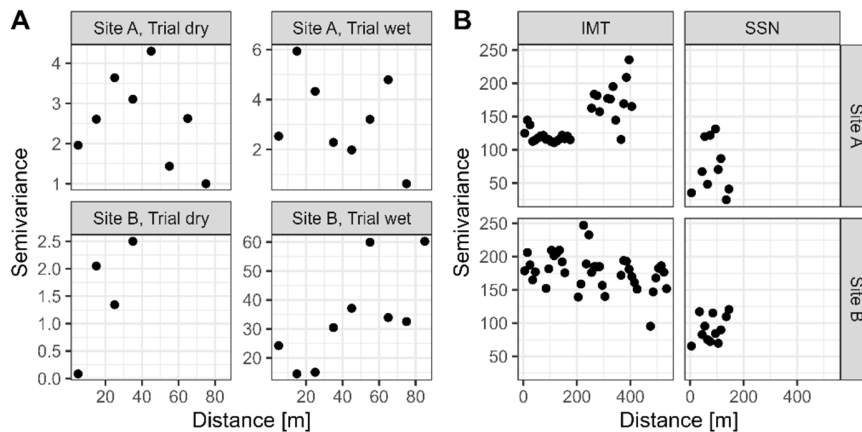 A
Site A, Trial dry
Site A, Trial wet
4
3
2
1
6
4
2
Site B, Trial dry
Site B, Trial wet
2.5
2.0
1.5
1.0
0.5
0.0
60
50
40
30
20
20 40 60 80
20 40 60 80
Semivariance
Distance [m]
B
IMT
SSN
250
200
150
100
50
250
200
150
100
50
Site A
Site B
0 200 400
0 200 400
Semivariance
Distance [m]